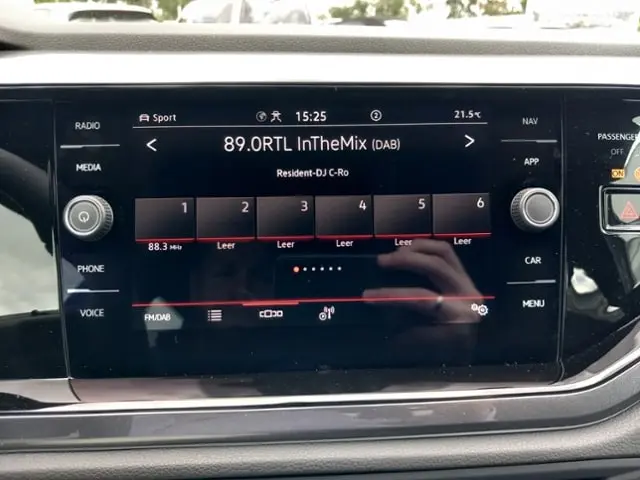 Sport 15:25 2 21.5°C
89.0RTL InTheMix (DAB)
Resident-DJ C-Ro
1 2 3 4 5 6
88.3 MHz Leer Leer Leer Leer Leer
FM/DAB
RADIO
MEDIA
PHONE
VOICE
NAV
APP
CAR
MENU
PASSENGER
OFF
ON